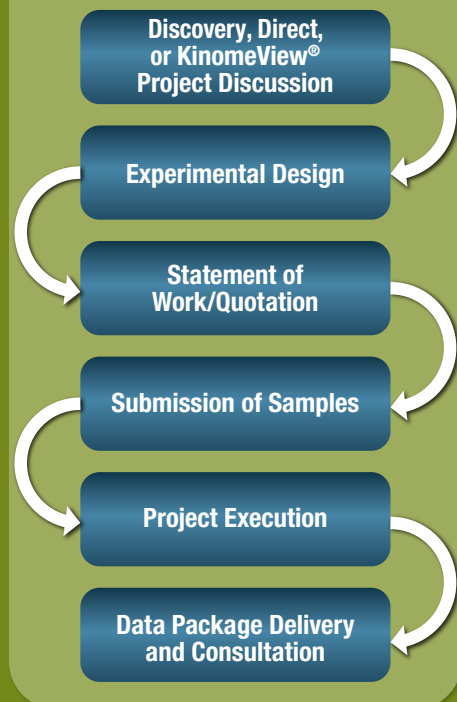 Discovery, Direct,
or KinomeView®
Project Discussion
Experimental Design
Statement of
Work/Quotation
Submission of Samples
Project Execution
Data Package Delivery
and Consultation